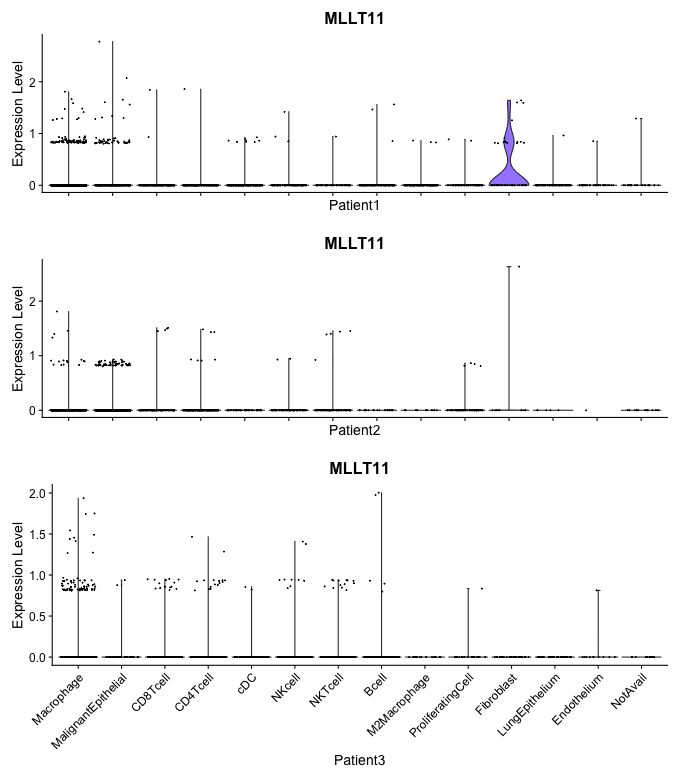 MLLT11
Expression Level
2
1
0
Patient1
MLLT11
Expression Level
2
1
0
Patient2
MLLT11
Expression Level
2.0
1.5
1.0
0.5
0.0
Macrophage
MalignantEpithelial
CD8Tcell
CD4Tcell
cDC
NKcell
NKTcell
Bcell
M2Macrophage
ProliferatingCell
Fibroblast
LungEpithelium
Endothelium
NotAvail
Patient3